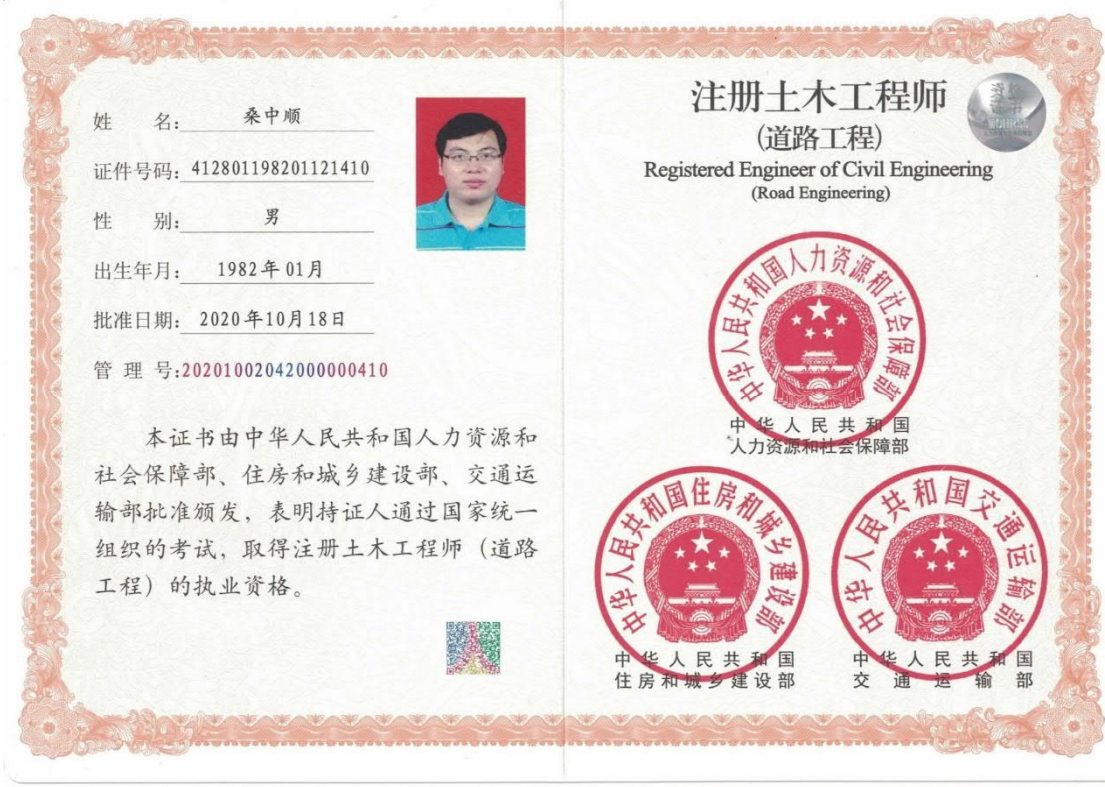 姓 名: 桑中顺
证件号码: 412801198201121410
性 别: 男
出生年月: 1982年01月
批准日期: 2020年10月18日
管 理 号:20201002042000000410
本证书由中华人民共和国人力资源和
社会保障部、住房和城乡建设部、交通运
输部批准颁发,表明持证人通过国家统一
组织的考试,取得注册土木工程师(道路
工程)的执业资格。
注册土木工程师
(道路工程)
Registered Engineer of Civil Engineering
(Road Engineering)
中华人民共和国人力资源和社会保障部
中华人民共和国
人力资源和社会保障部
中华人民共和国住房和城乡建设部
中华人民共和国
住房和城乡建设部
中华人民共和国交通运输部
中华人民共和国
交通运输部